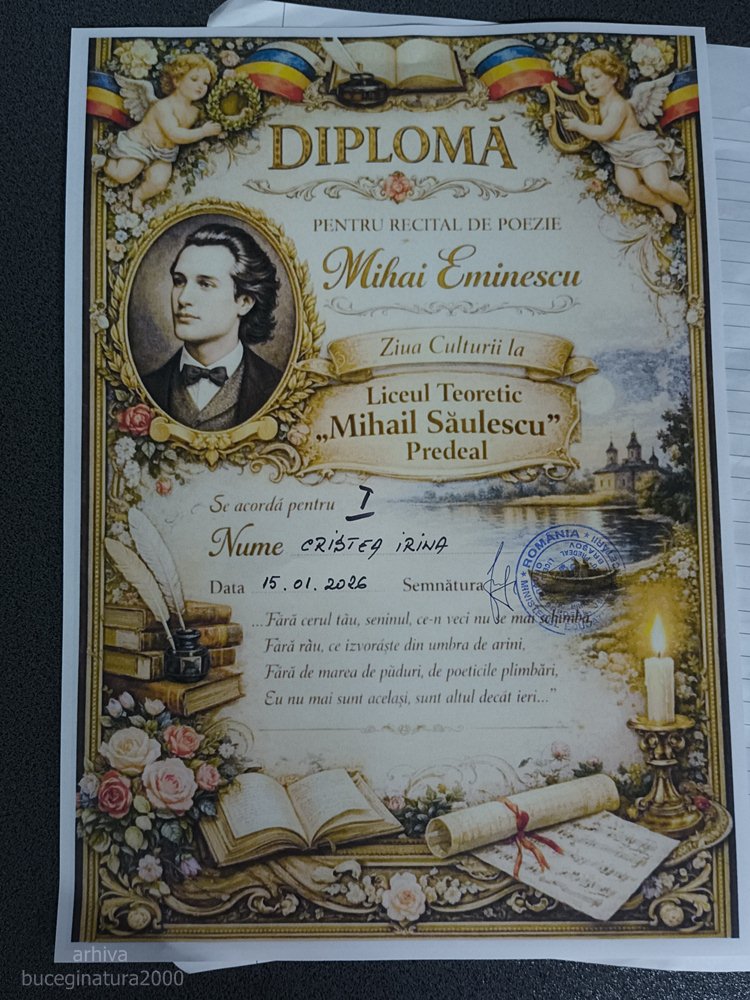 DIPLOMĂ
PENTRU RECITAL DE POEZIE
Mihai Eminescu
Ziua Culturii la
Liceul Teoretic
„Mihail Săulescu”
Predeal
Se acordă pentru I
Nume CRISTEA IRINA
Data 15.01.2026 Semnătura
ROMÂNIA
...Fără cerul tău, seninul, ce-n veci nu se mai schimbă,
Fără râu, ce izvorăște din umbra de arini,
Fără de marea de păduri, de poeticile plimbări,
Eu nu mai sunt același, sunt altul decât ieri...”
arhiva
buceginatura2000